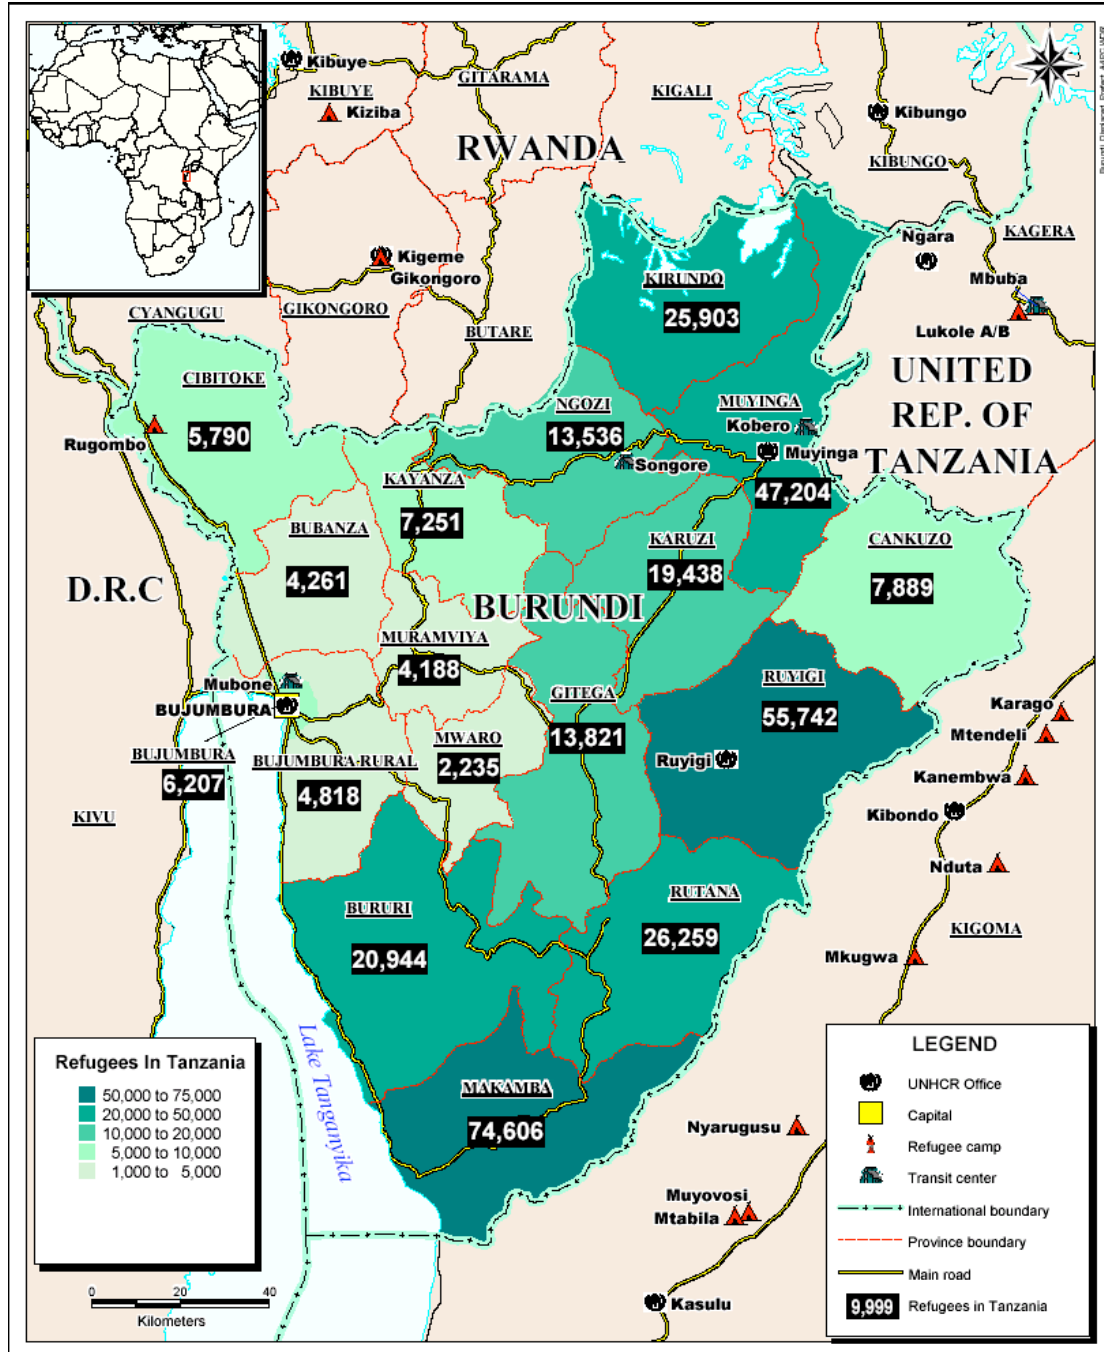 Kibuye
KIBUYE
Kiziba
GITARAMA
KIGALI
RWANDA
Kibungo
KIBUNGO
Ngara
KAGERA
Mbuba
Lukole A/B
Kigeme
Gikongoro
GIKONGORO
CYANGUGU
BUTARE
KIRUNDO
25,903
UNITED
REP. OF
TANZANIA
CIBITOKE
5,790
Rugombo
NGOZI
13,536
MUYINGA
Kobero
Muyinga
47,204
Songore
KAYANZA
7,251
BUBANZA
4,261
KARUZI
19,438
CANKUZO
7,889
D.R.C
BURUNDI
MURAMVIYA
4,188
Mubone
BUJUMBURA
GITEGA
13,821
RUYIGI
55,742
Ruyigi
Karago
Mtendeli
Kanembwa
Kibondo
Nduta
BUJUMBURA
6,207
BUJUMBURA RURAL
4,818
MWARO
2,235
KIVU
BURURI
20,944
RUTANA
26,259
KIGOMA
Mkugwa
Lake Tanganyika
MAKAMBA
74,606
Nyarugusu
Muyovosi
Mtabila
Kasulu
Refugees In Tanzania
50,000 to 75,000
20,000 to 50,000
10,000 to 20,000
5,000 to 10,000
1,000 to 5,000
0 20 40
Kilometers
LEGEND
UNHCR Office
Capital
Refugee camp
Transit center
International boundary
Province boundary
Main road
9,999 Refugees in Tanzania